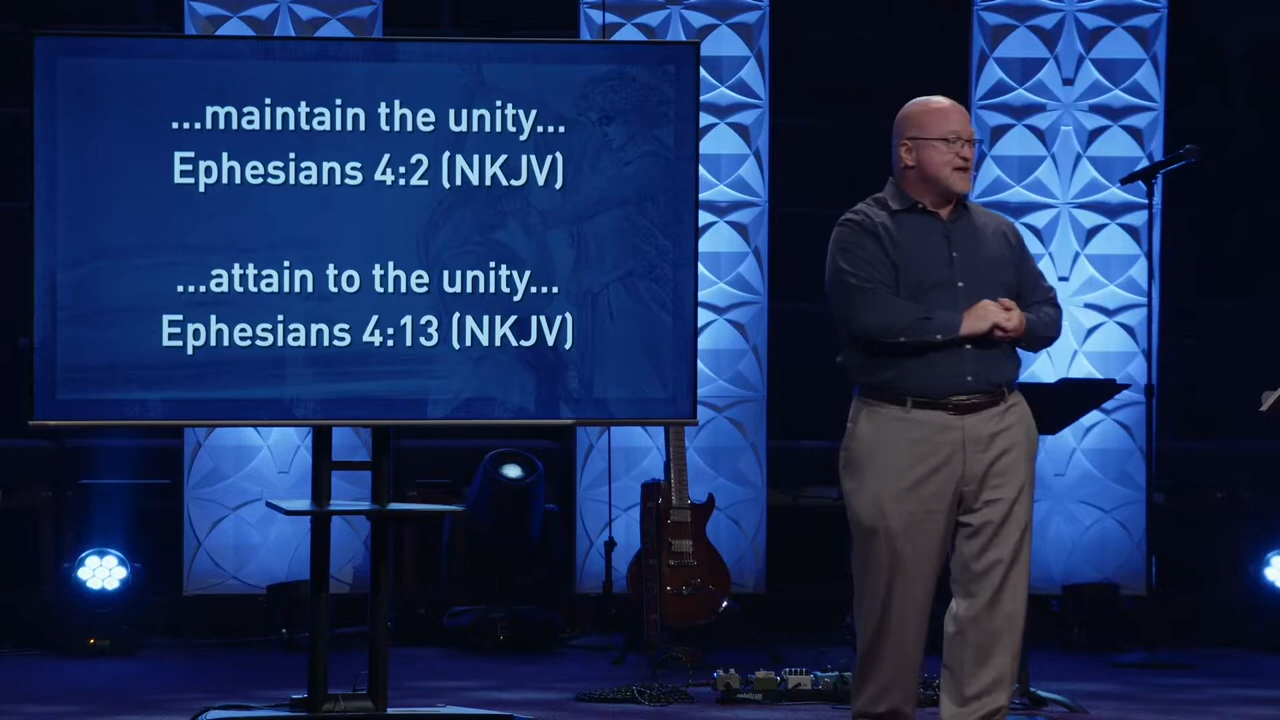 ...maintain the unity...
Ephesians 4:2 (NKJV)
...attain to the unity...
Ephesians 4:13 (NKJV)